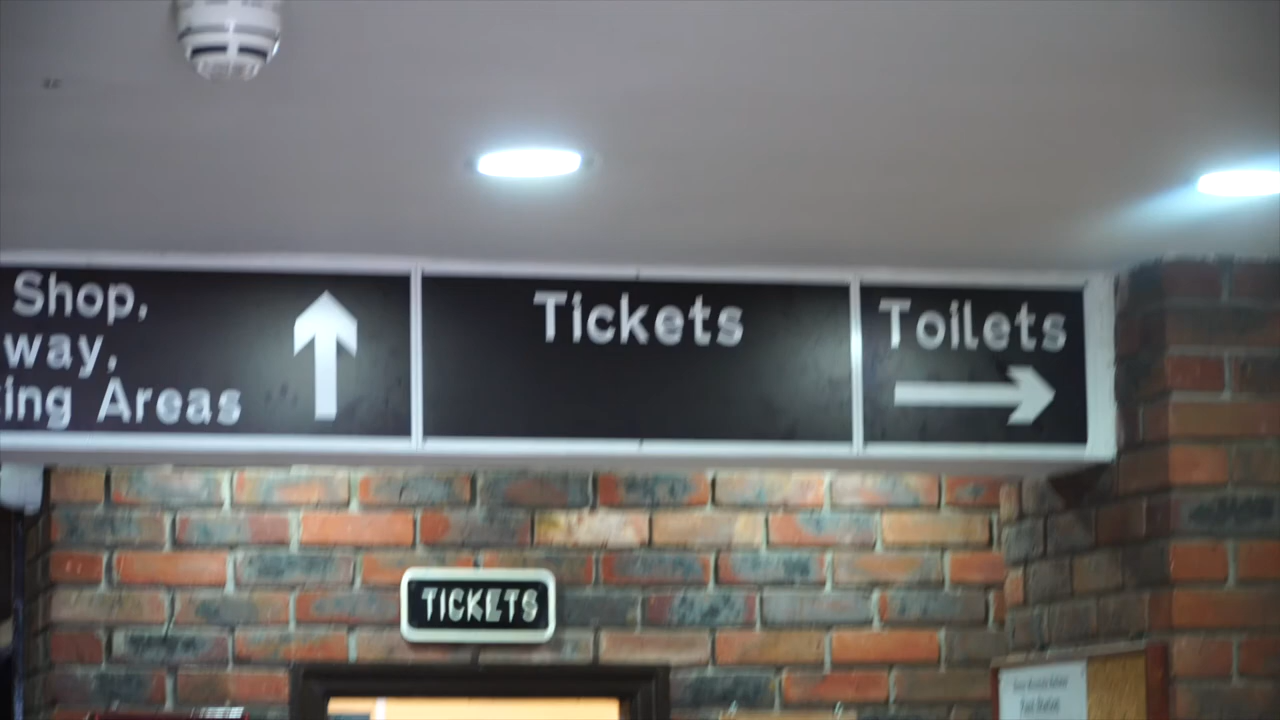 Shop,
way,
ing Areas
Tickets
Toilets
TICKETS